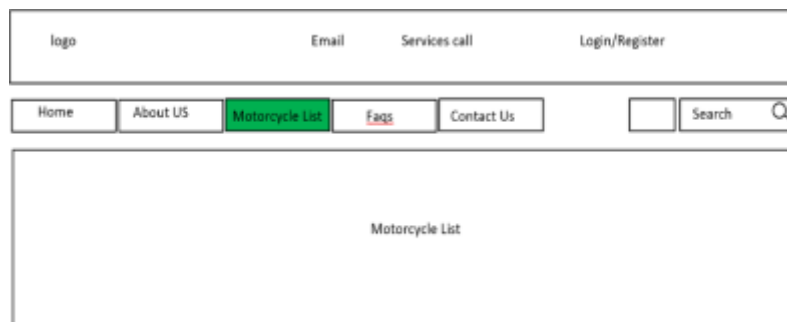 logo Email Services call Login/Register
Home About US Motorcycle List Faqs Contact Us Search
Motorcycle List